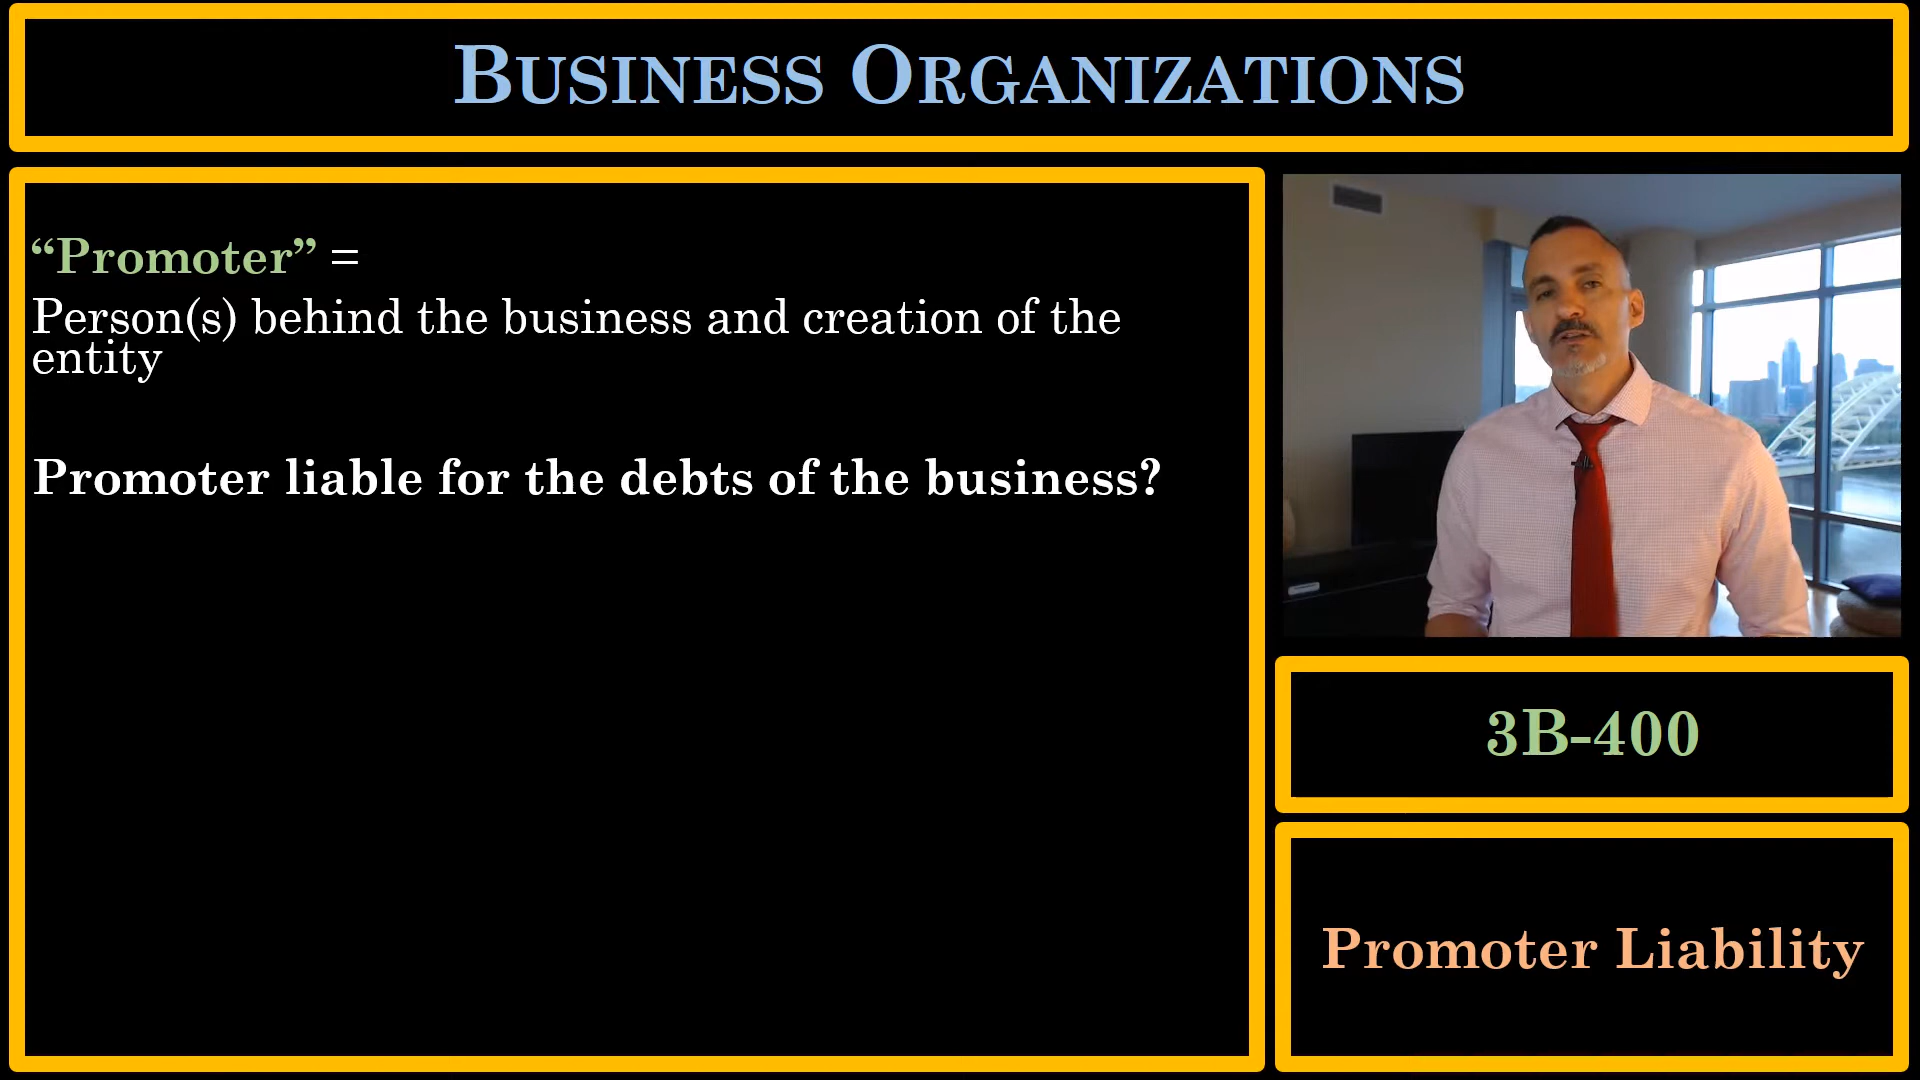 BUSINESS ORGANIZATIONS
“Promoter” =
Person(s) behind the business and creation of the
entity
Promoter liable for the debts of the business?
3B-400
Promoter Liability